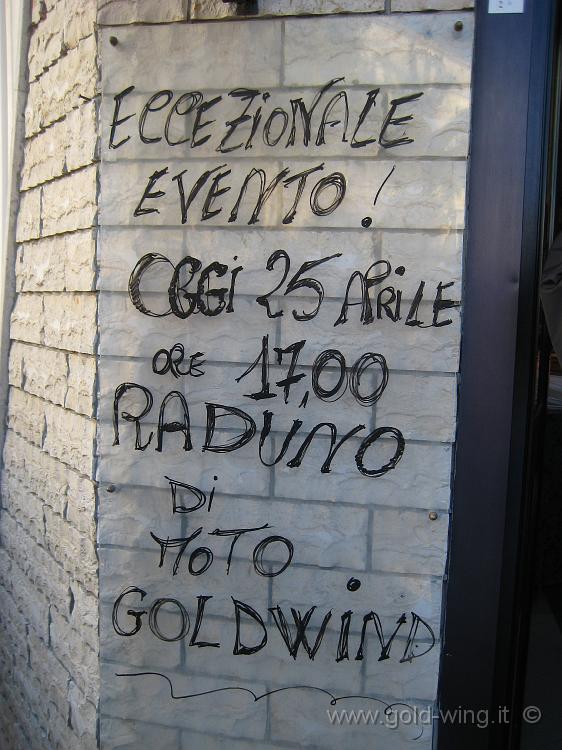 ECCEZIONALE
EVENTO!
OGGI 25 APRILE
ORE 17,00
RADUNO
DI
MOTO
GOLDWIND
www.gold-wing.it ©